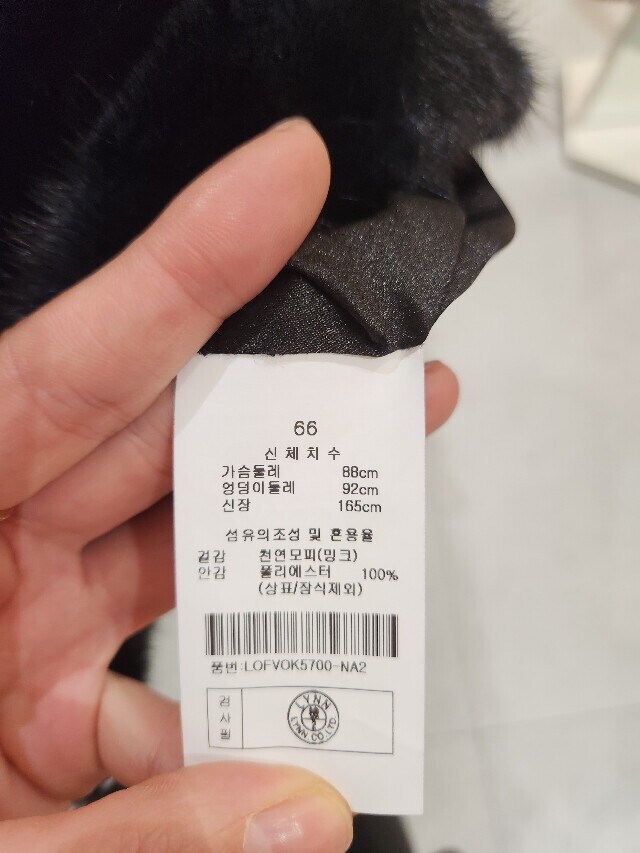 66
신체치수
가슴둘레 88cm
엉덩이둘레 92cm
신장 165cm
섬유의조성 및 혼용율
겉감 천연모피(밍크)
안감 폴리에스터 100%
(상표/장식제외)
품번:LOFVOK5700-NA2
검사필
LYNN
LYNN.CO.LTD.